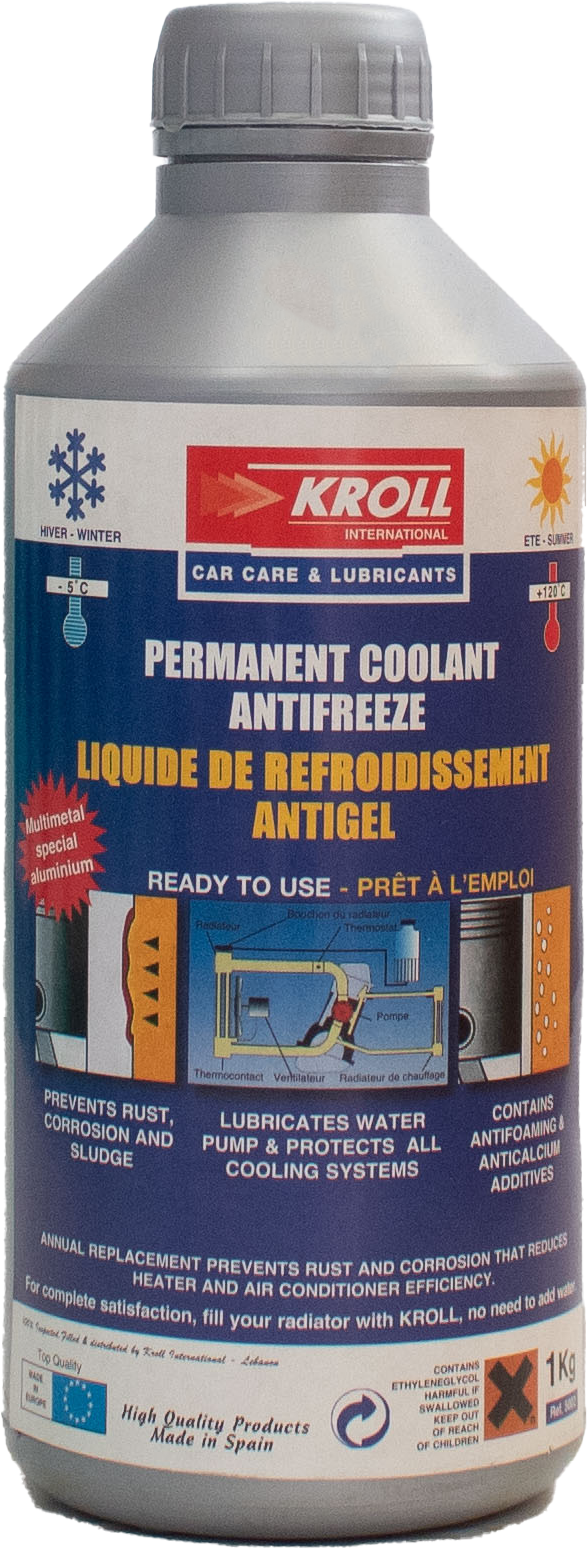 HIVER - WINTER
KROLL
INTERNATIONAL
CAR CARE & LUBRICANTS
ETE - SUMMER
- 5°C
+120°C
PERMANENT COOLANT
ANTIFREEZE
LIQUIDE DE REFROIDISSEMENT
ANTIGEL
Multimetal
special
aluminium
READY TO USE - PRÊT À L'EMPLOI
Bouchon du radiateur
Radiateur
Thermostat
Pompe
Thermocontact
Ventilateur
Radiateur de chauffage
PREVENTS RUST,
CORROSION AND
SLUDGE
LUBRICATES WATER
PUMP & PROTECTS ALL
COOLING SYSTEMS
CONTAINS
ANTIFOAMING &
ANTICALCIUM
ADDITIVES
ANNUAL REPLACEMENT PREVENTS RUST AND CORROSION THAT REDUCES
HEATER AND AIR CONDITIONER EFFICIENCY.
For complete satisfaction, fill your radiator with KROLL, no need to add water
Imported, Filled & distributed by Kroll International - Lebanon
Top Quality
MADE
IN
EUROPE
High Quality Products
Made in Spain
CONTAINS
ETHYLENEGLYCOL
HARMFUL IF
SWALLOWED
KEEP OUT
OF REACH
OF CHILDREN
1Kg
Ref.